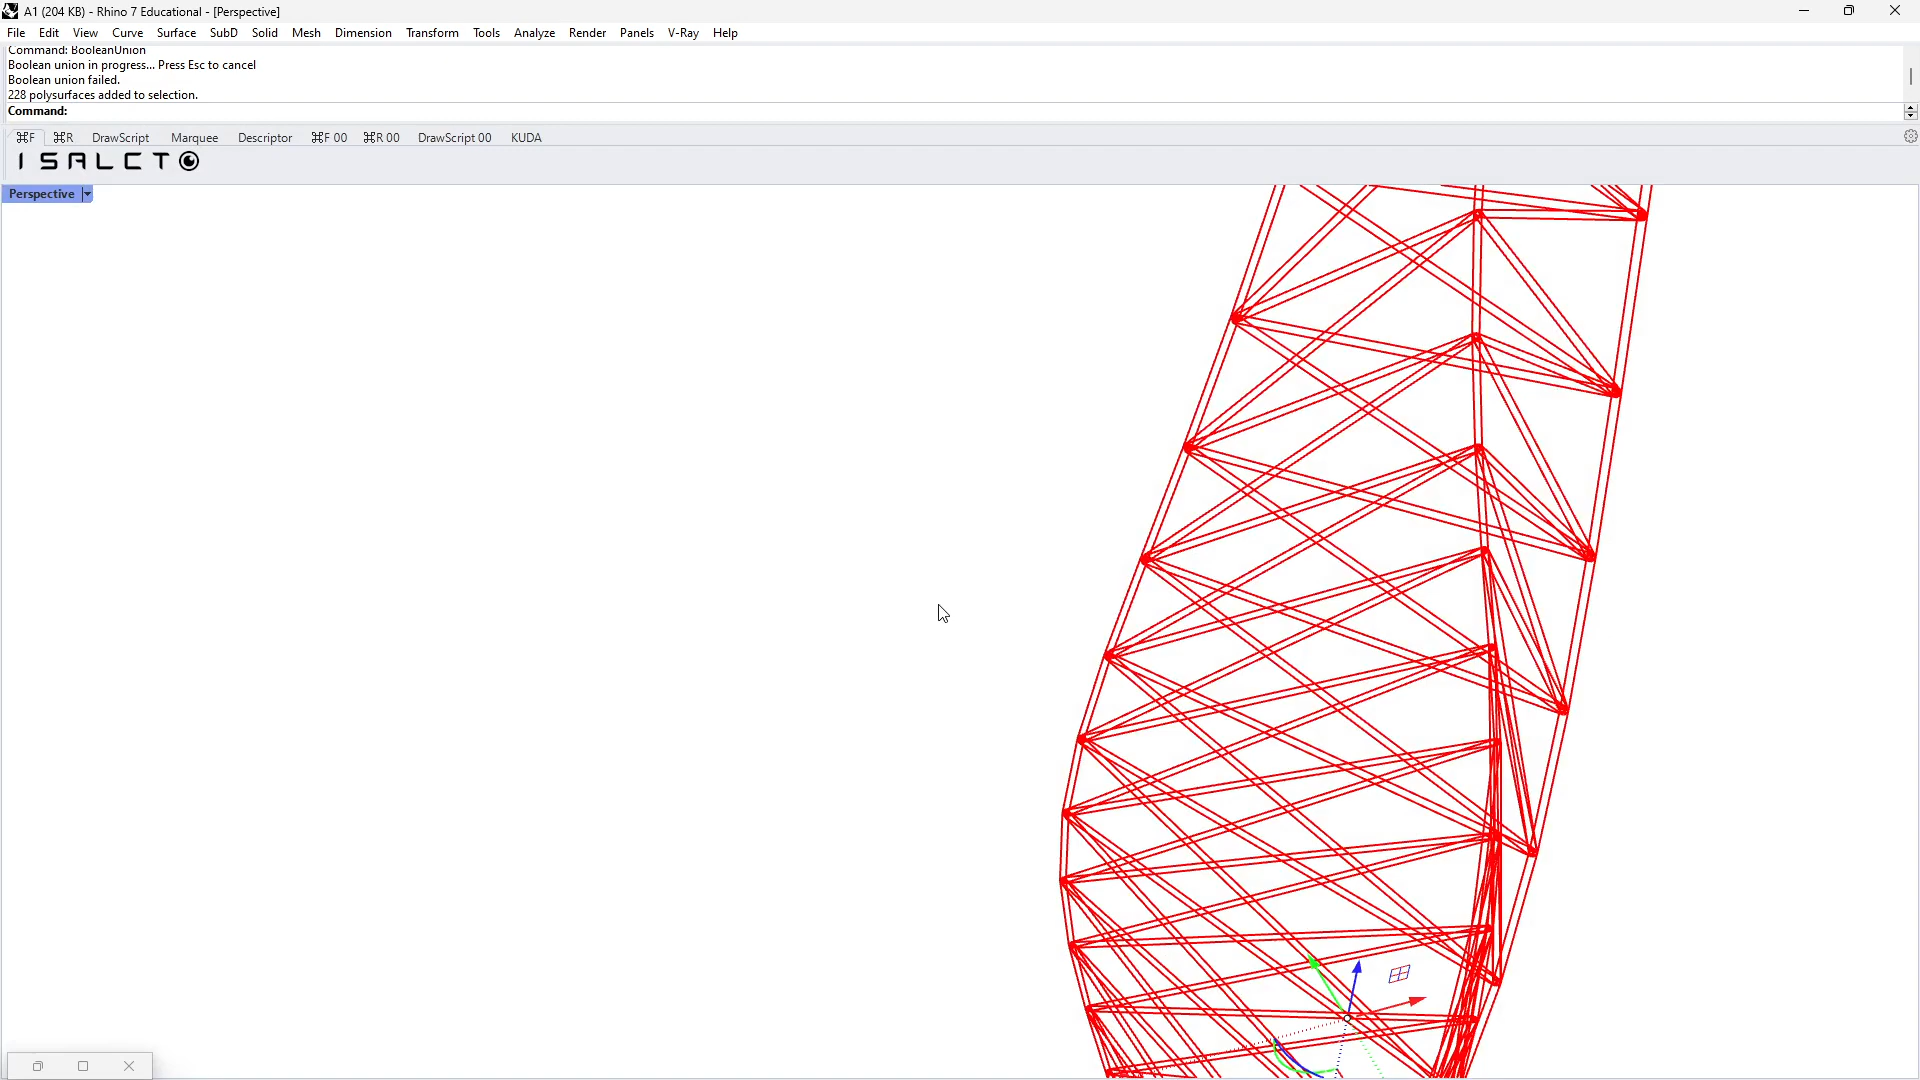 A1 (204 KB) - Rhino 7 Educational - [Perspective]
File Edit View Curve Surface SubD Solid Mesh Dimension Transform Tools Analyze Render Panels V-Ray Help
Command: BooleanUnion
Boolean union in progress... Press Esc to cancel
Boolean union failed.
228 polysurfaces added to selection.
Command:
⌘F ⌘R DrawScript Marquee Descriptor ⌘F 00 ⌘R 00 DrawScript 00 KUDA
I S A L C T
Perspective